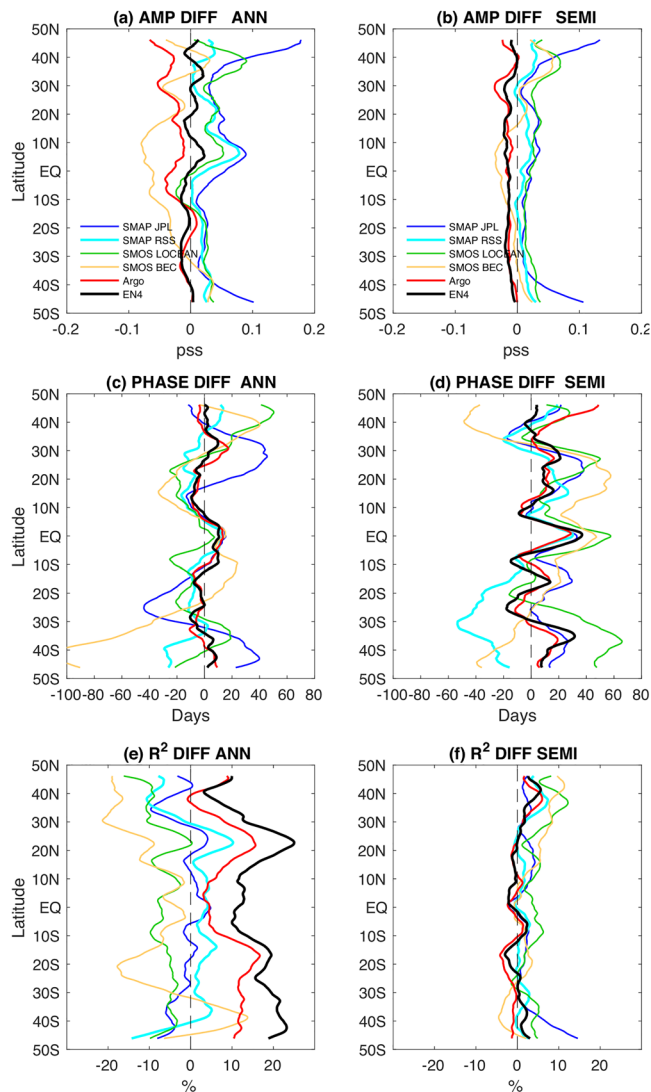 (a) AMP DIFF ANN
50N
40N
30N
20N
10N
EQ
10S
20S
30S
40S
50S
Latitude
SMAP JPL
SMAP RSS
SMOS LOCEAN
SMOS BEC
Argo
EN4
-0.2 -0.1 0 0.1 0.2
pss
(b) AMP DIFF SEMI
50N
40N
30N
20N
10N
EQ
10S
20S
30S
40S
50S
SMAP JPL
SMAP RSS
SMOS LOCEAN
SMOS BEC
Argo
EN4
-0.2 -0.1 0 0.1 0.2
pss
(c) PHASE DIFF ANN
50N
40N
30N
20N
10N
EQ
10S
20S
30S
40S
50S
Latitude
-100 -80 -60 -40 -20 0 20 40 60 80
Days
(d) PHASE DIFF SEMI
50N
40N
30N
20N
10N
EQ
10S
20S
30S
40S
50S
Latitude
-100 -80 -60 -40 -20 0 20 40 60 80
Days
(e) R² DIFF ANN
50N
40N
30N
20N
10N
EQ
10S
20S
30S
40S
50S
Latitude
-20 -10 0 10 20
%
(f) R² DIFF SEMI
50N
40N
30N
20N
10N
EQ
10S
20S
30S
40S
50S
Latitude
-20 -10 0 10 20
%